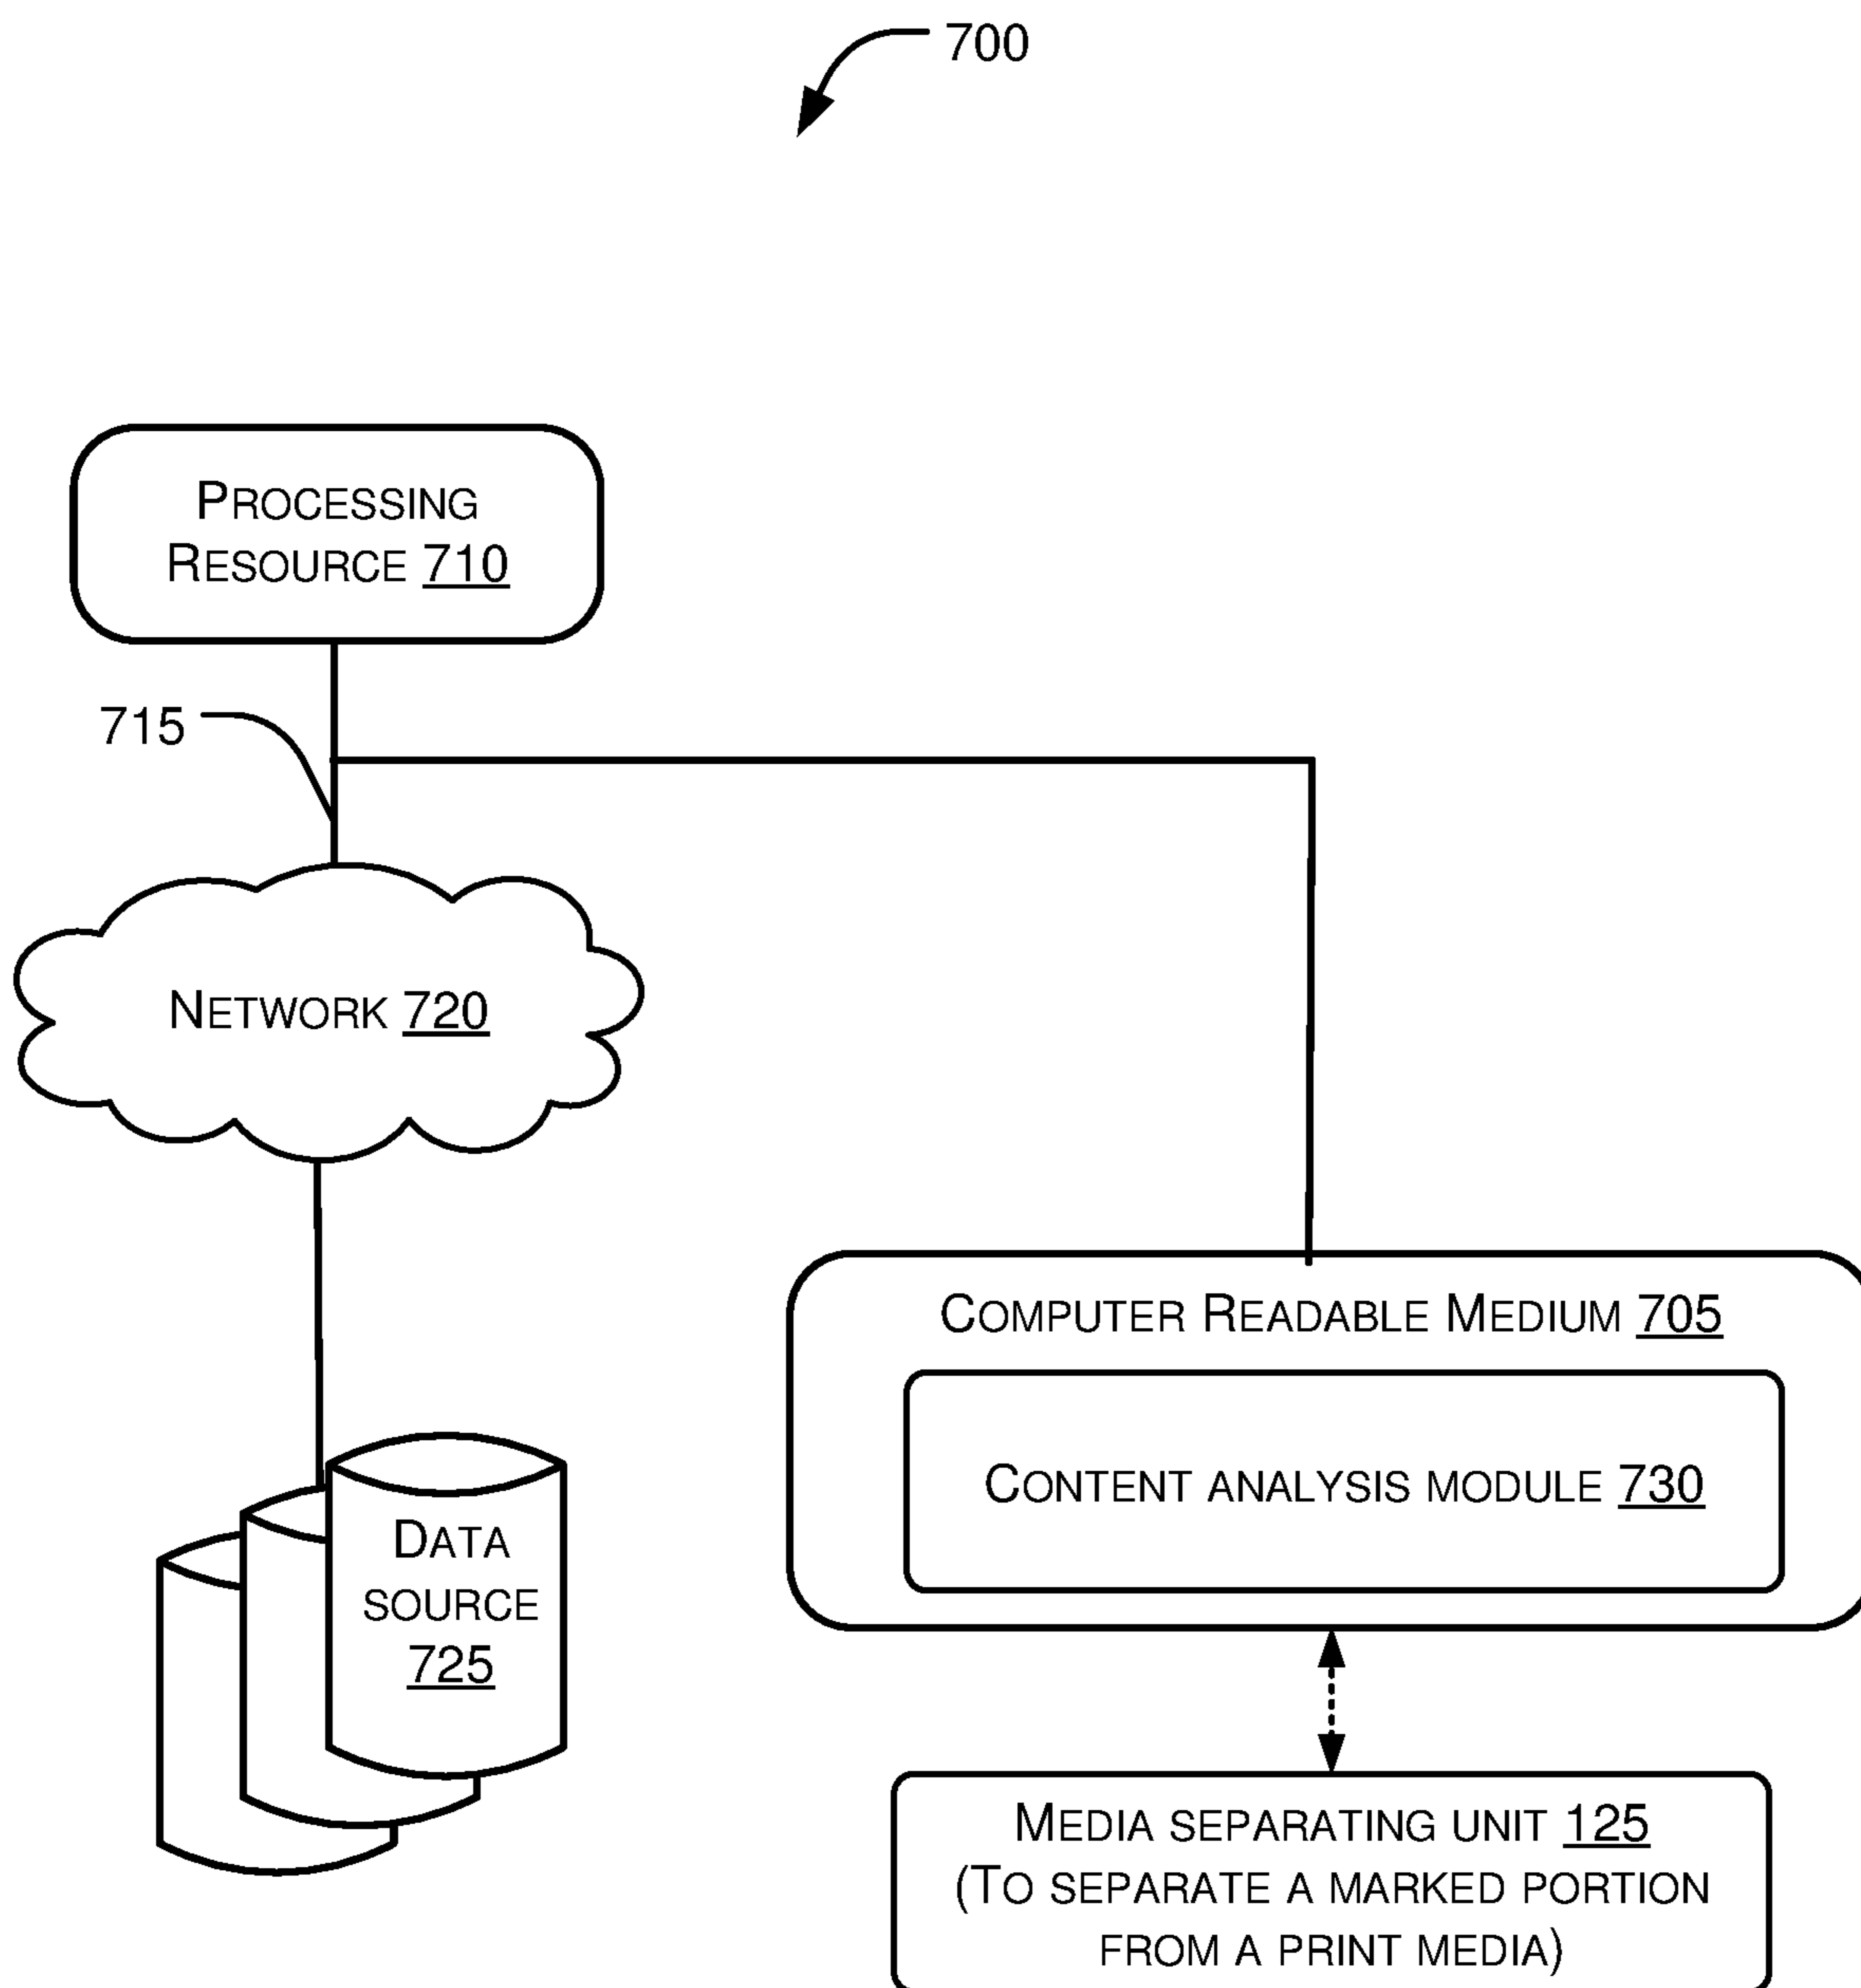 700
PROCESSING
RESOURCE 710
715
NETWORK 720
COMPUTER READABLE MEDIUM 705
CONTENT ANALYSIS MODULE 730
DATA
SOURCE
725
MEDIA SEPARATING UNIT 125
(TO SEPARATE A MARKED PORTION
FROM A PRINT MEDIA)